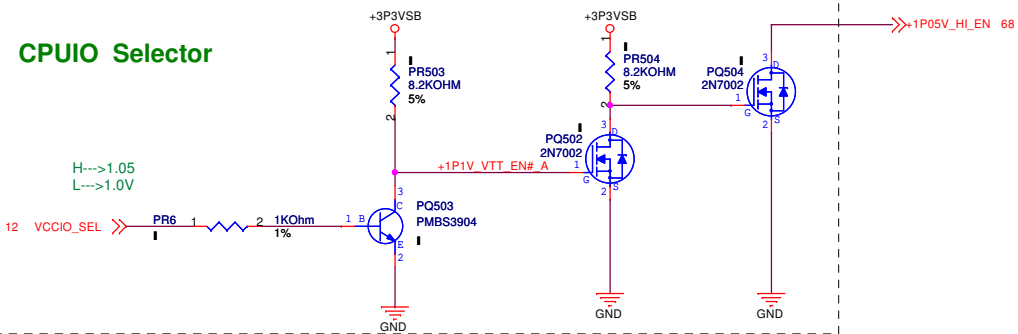 +3P3VSB
+3P3VSB
+1P05V_HI_EN 68
CPUIO Selector
1
PR503
8.2KOHM
5%
2
1
PR504
8.2KOHM
5%
2
PQ504
2N7002
3
D
1
G
S
2
PQ502
2N7002
3
D
1
G
S
2
+1P1V_VTT_EN#_A
H--->1.05
L--->1.0V
3
C
PQ503
PMBS3904
12 VCCIO_SEL
PR6
1
2
1KOhm
1%
1 B
E
2
GND
GND
GND